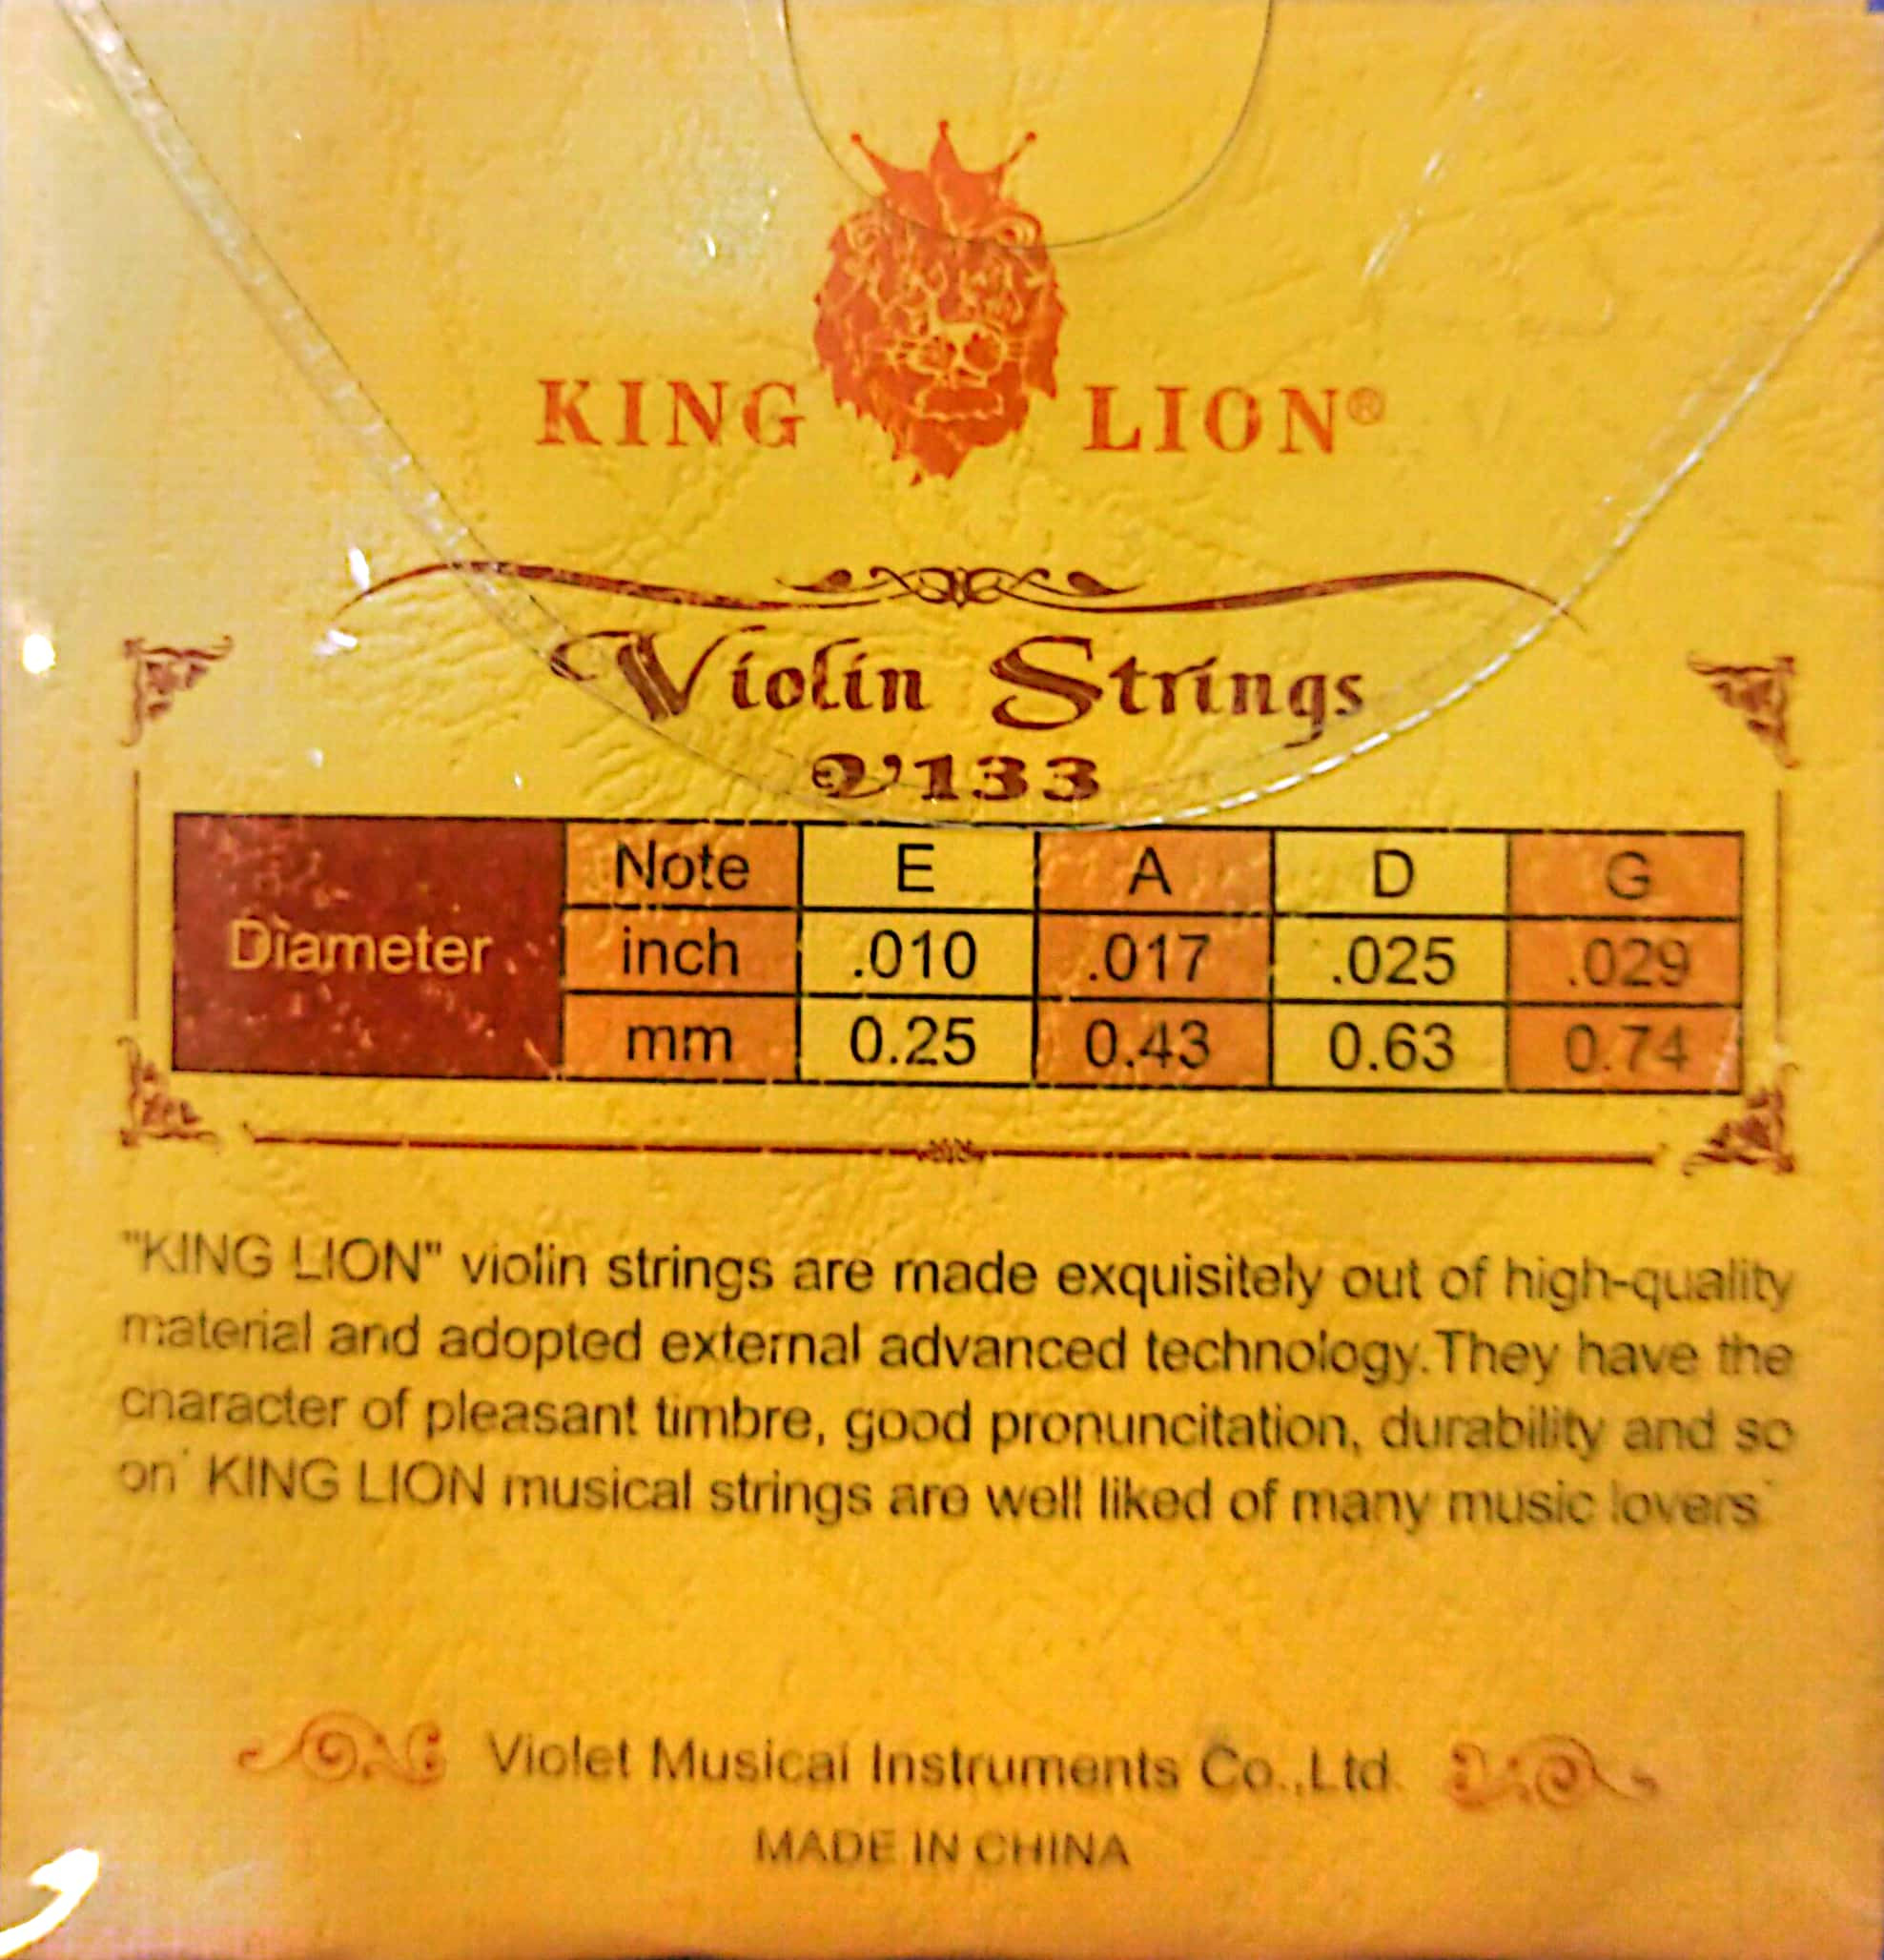 KING LION®
Violin Strings
V133
Diameter Note E A D G
inch .010 .017 .025 .029
mm 0.25 0.43 0.63 0.74
"KING LION" violin strings are made exquisitely out of high-quality
material and adopted external advanced technology.They have the
character of pleasant timbre, good pronuncitation, durability and so
on· KING LION musical strings are well liked of many music lovers·
Violet Musical Instruments Co.,Ltd.
MADE IN CHINA